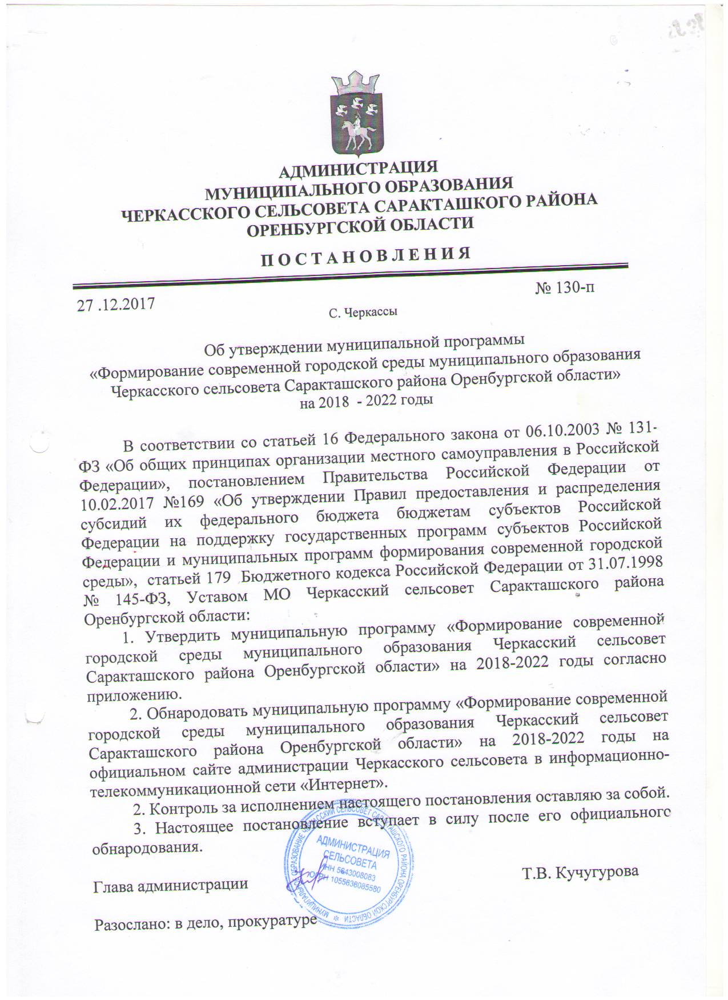 АДМИНИСТРАЦИЯ
МУНИЦИПАЛЬНОГО ОБРАЗОВАНИЯ
ЧЕРКАССКОГО СЕЛЬСОВЕТА САРАКТАШКОГО РАЙОНА
ОРЕНБУРГСКОЙ ОБЛАСТИ
П О С Т А Н О В Л Е Н И Я
27 .12.2017
№ 130-п
С. Черкассы
Об утверждении муниципальной программы
«Формирование современной городской среды муниципального образования
Черкасского сельсовета Саракташского района Оренбургской области»
на 2018 - 2022 годы
В соответствии со статьей 16 Федерального закона от 06.10.2003 № 131-
ФЗ «Об общих принципах организации местного самоуправления в Российской
Федерации», постановлением Правительства Российской Федерации от
10.02.2017 №169 «Об утверждении Правил предоставления и распределения
субсидий их федерального бюджета бюджетам субъектов Российской
Федерации на поддержку государственных программ субъектов Российской
Федерации и муниципальных программ формирования современной городской
среды», статьей 179 Бюджетного кодекса Российской Федерации от 31.07.1998
№ 145-ФЗ, Уставом МО Черкасский сельсовет Саракташского района
Оренбургской области:
1. Утвердить муниципальную программу «Формирование современной
городской среды муниципального образования Черкасский сельсовет
Саракташского района Оренбургской области» на 2018-2022 годы согласно
приложению.
2. Обнародовать муниципальную программу «Формирование современной
городской среды муниципального образования Черкасский сельсовет
Саракташского района Оренбургской области» на 2018-2022 годы на
официальном сайте администрации Черкасского сельсовета в информационно-
телекоммуникационной сети «Интернет».
2. Контроль за исполнением настоящего постановления оставляю за собой.
3. Настоящее постановление вступает в силу после его официального
обнародования.
МУНИЦИПАЛЬНОЕ ОБРАЗОВАНИЕ ЧЕРКАССКИЙ СЕЛЬСОВЕТ САРАКТАШСКОГО РАЙОНА ОРЕНБУРГСКОЙ ОБЛАСТИ
АДМИНИСТРАЦИЯ
СЕЛЬСОВЕТА
ИНН 5643008083
ОГРН 1055638085580
Глава администрации
Т.В. Кучугурова
Разослано: в дело, прокуратуре